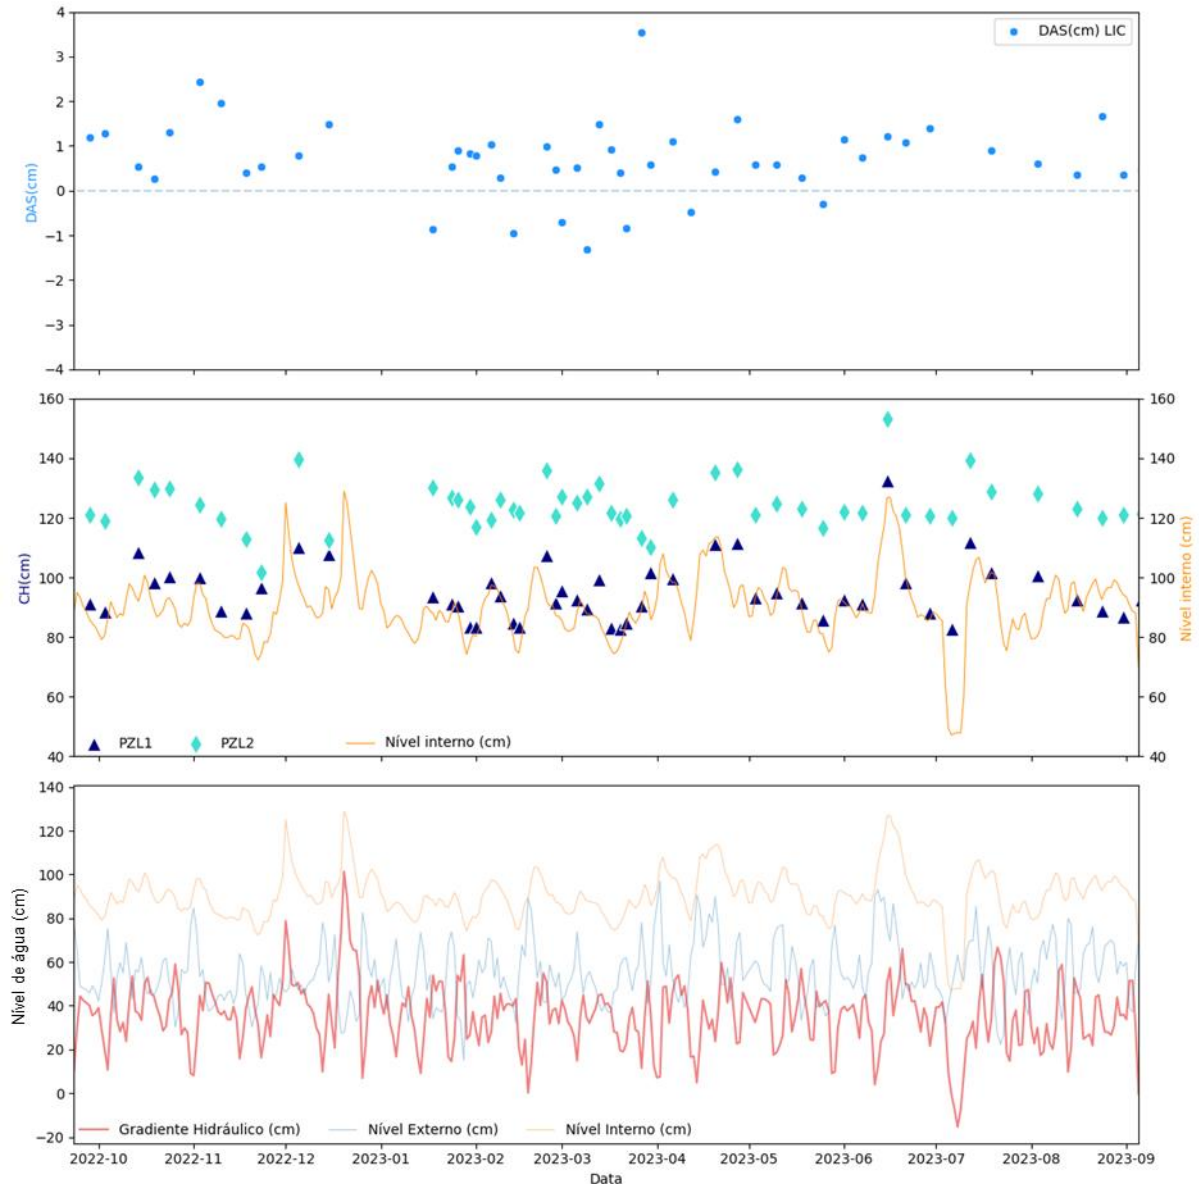 4
3
2
1
0
−1
−2
−3
−4
DAS(cm)
DAS(cm) LIC
160
140
120
100
80
60
40
CH(cm)
PZL1
PZL2
Nível interno (cm)
160
140
120
100
80
60
40
Nível interno (cm)
140
120
100
80
60
40
20
0
−20
Nível de água (cm)
Gradiente Hidráulico (cm)
Nível Externo (cm)
Nível Interno (cm)
2022-10 2022-11 2022-12 2023-01 2023-02 2023-03 2023-04 2023-05 2023-06 2023-07 2023-08 2023-09
Data